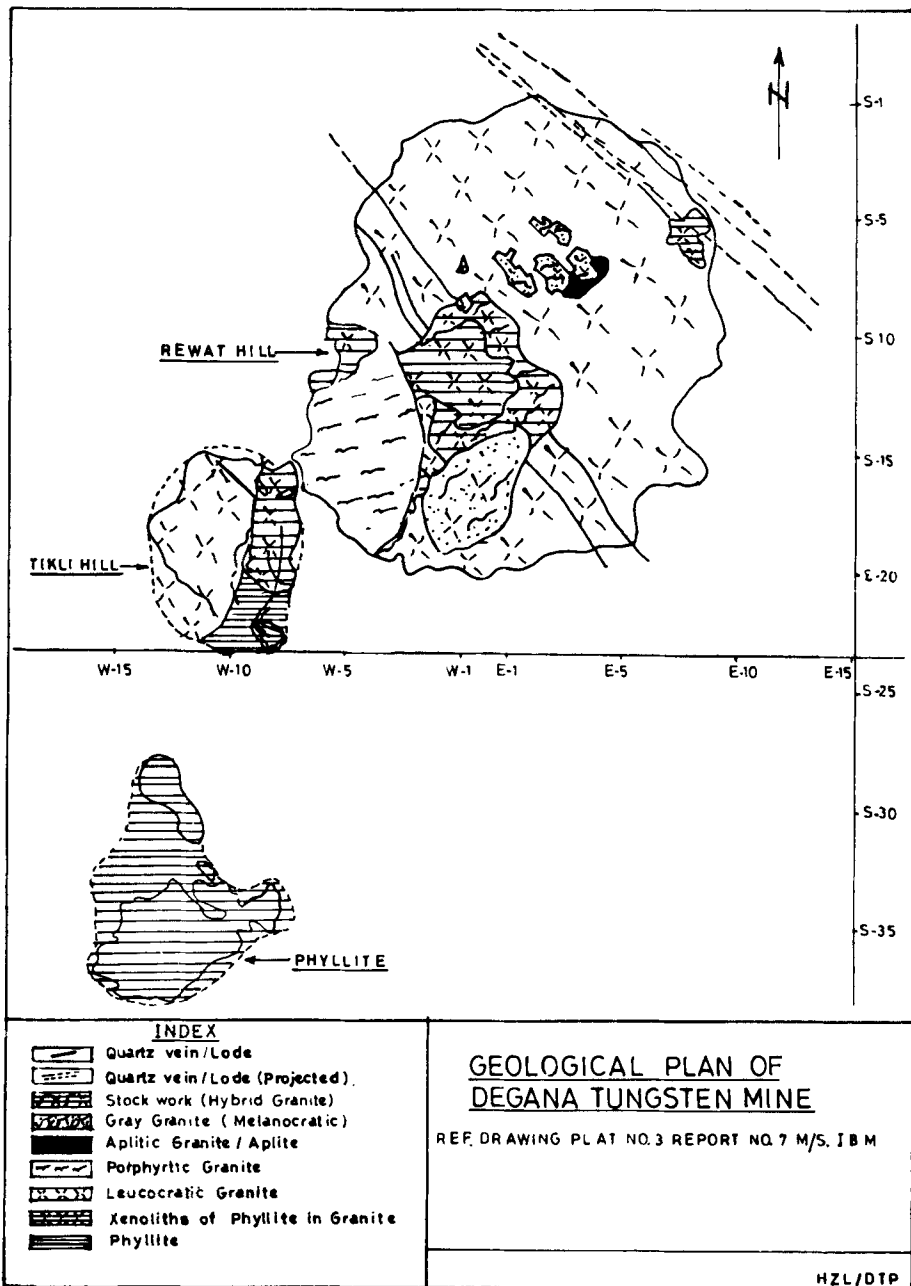 N
S-1
S-5
S-10
S-15
S-20
S-25
S-30
S-35
REWAT HILL
TIKLI HILL
W-15 W-10 W-5 W-1 E-1 E-5 E-10 E-15
PHYLLITE
INDEX
Quartz vein/Lode
Quartz vein/Lode (Projected)
Stock work (Hybrid Granite)
Gray Granite (Melanocratic)
Aplitic Granite / Aplite
Porphyrtic Granite
Leucocratic Granite
Xenoliths of Phyllite in Granite
Phyllite
GEOLOGICAL PLAN OF
DEGANA TUNGSTEN MINE
REF. DRAWING PLAT NO. 3 REPORT NO. 7 M/S. I B M
HZL/DTP